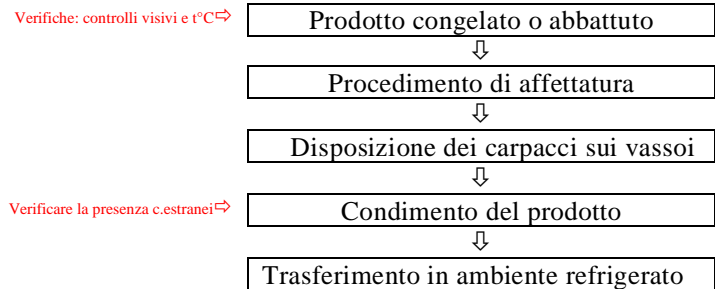 Verifiche: controlli visivi e t°C⇨ Prodotto congelato o abbattuto
⇩
Procedimento di affettatura
⇩
Disposizione dei carpacci sui vassoi
⇩
Verificare la presenza c.estranei⇨ Condimento del prodotto
⇩
Trasferimento in ambiente refrigerato